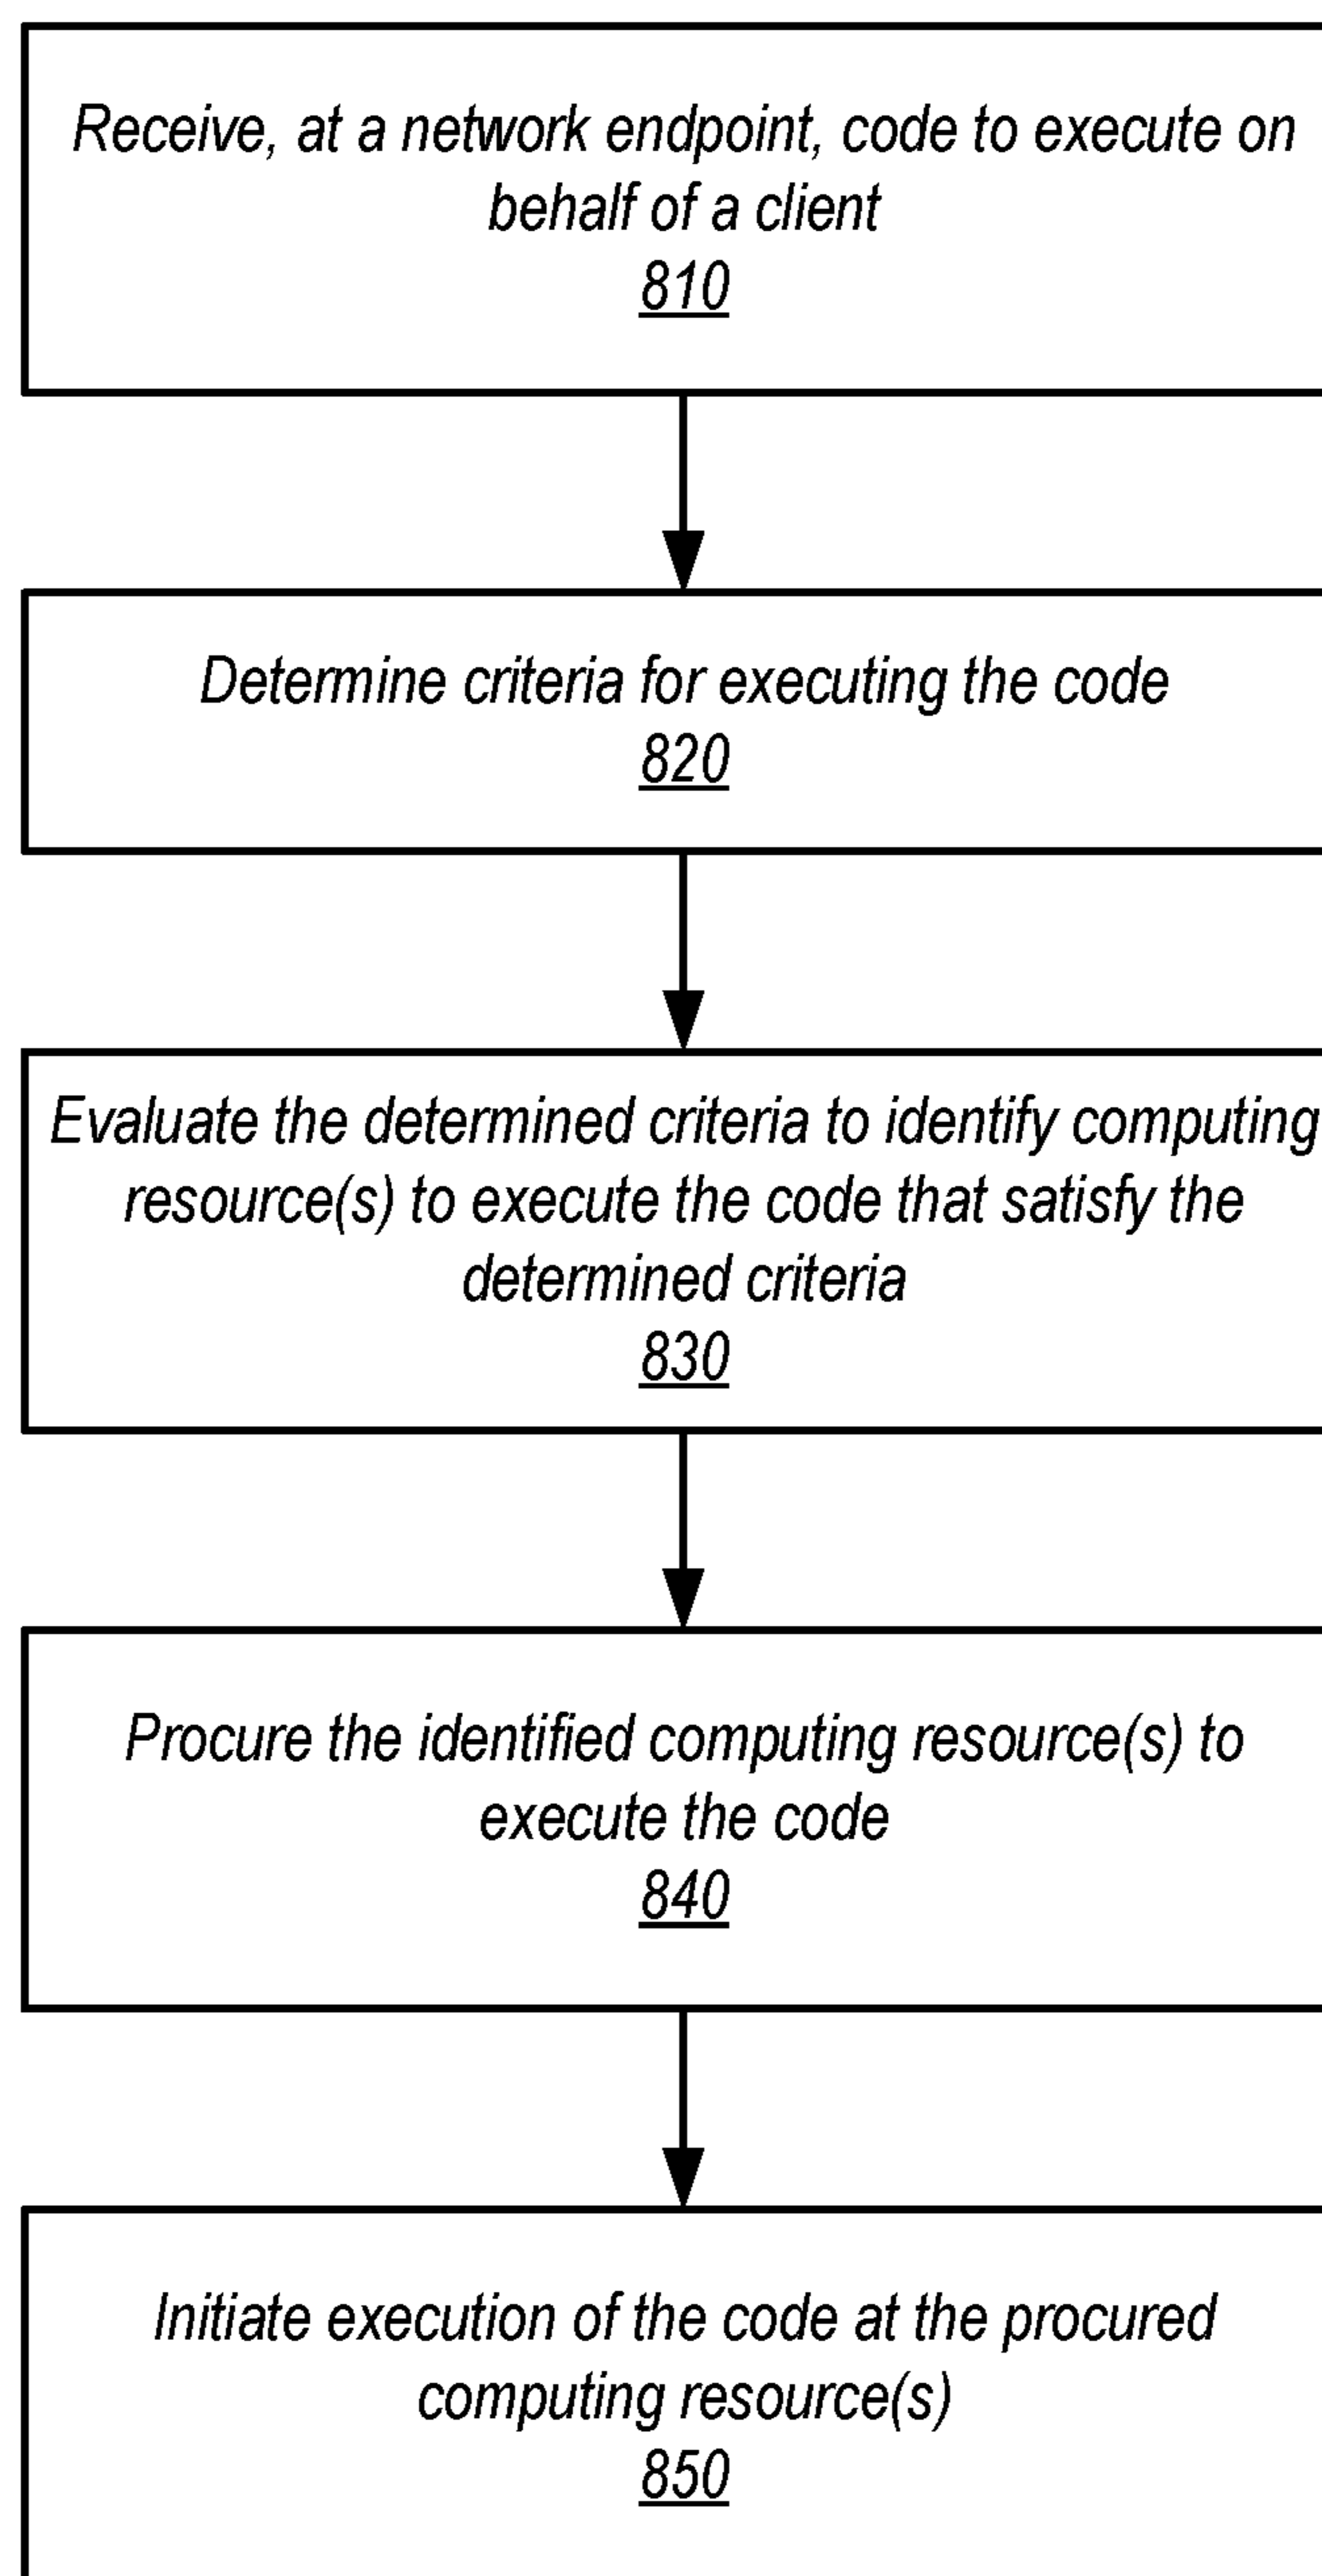 Receive, at a network endpoint, code to execute on
behalf of a client
810
Determine criteria for executing the code
820
Evaluate the determined criteria to identify computing
resource(s) to execute the code that satisfy the
determined criteria
830
Procure the identified computing resource(s) to
execute the code
840
Initiate execution of the code at the procured
computing resource(s)
850